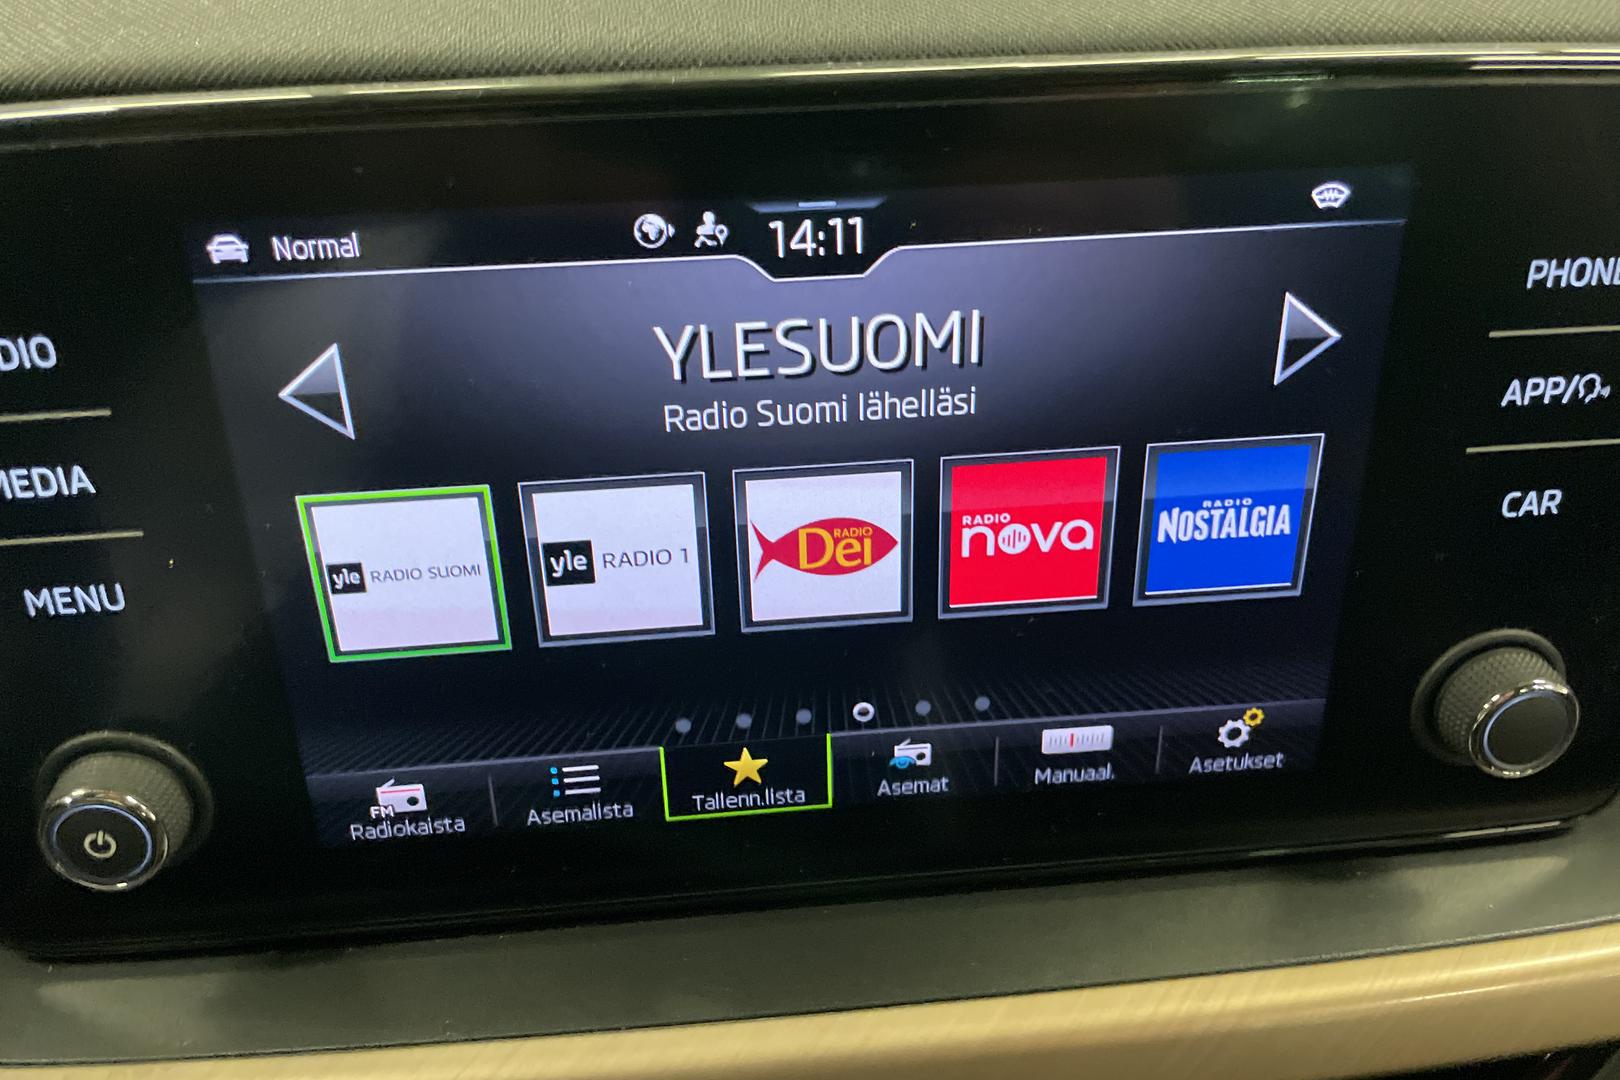 Normal
14:11
YLESUOMI
Radio Suomi lähelläsi
yle RADIO SUOMI
yle RADIO 1
RADIO
Dei
RADIO
nova
RADIO
NOSTALGIA
FM
Radiokaista
Asemalista
Tallenn.lista
Asemat
Manuaal.
Asetukset
DIO
MEDIA
MENU
PHONE
APP/
CAR